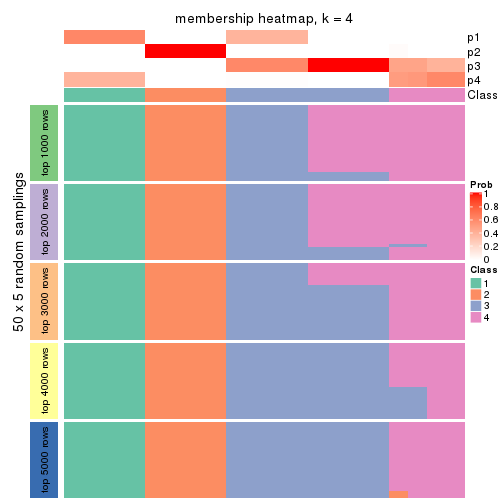 membership heatmap, k = 4
p1
p2
p3
p4
Class
50 x 5 random samplings
top 1000 rows
top 2000 rows
top 3000 rows
top 4000 rows
top 5000 rows
Prob
1
0.8
0.6
0.4
0.2
0
Class
1
2
3
4